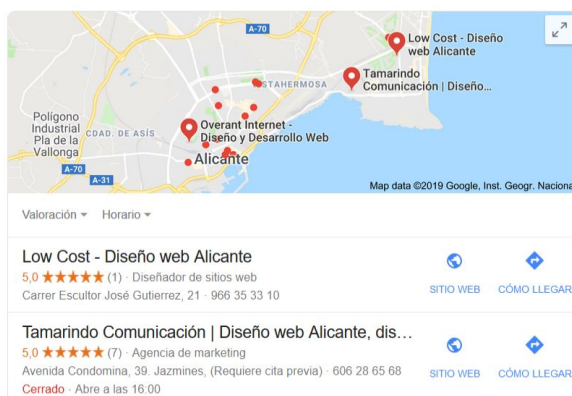 A-70
Low Cost - Diseño
web Alicante
Tamarindo
Comunicación | Diseño...
STAHERMOSA
Polígono
Industrial
Pla de la
Vallonga
CDAD. DE ASÍS
Overant Internet -
Diseño y Desarrollo Web
Alicante
A-70
A-31
Map data ©2019 Google, Inst. Geogr. Naciona
Valoración
Horario
Low Cost - Diseño web Alicante
5,0 ★★★★★ (1) · Diseñador de sitios web
Carrer Escultor José Gutierrez, 21 · 966 35 33 10
SITIO WEB
CÓMO LLEGAR
Tamarindo Comunicación | Diseño web Alicante, dis...
5,0 ★★★★★ (7) · Agencia de marketing
Avenida Condomina, 39. Jazmines, (Requiere cita previa) · 606 28 65 68
Cerrado · Abre a las 16:00
SITIO WEB
CÓMO LLEGAR